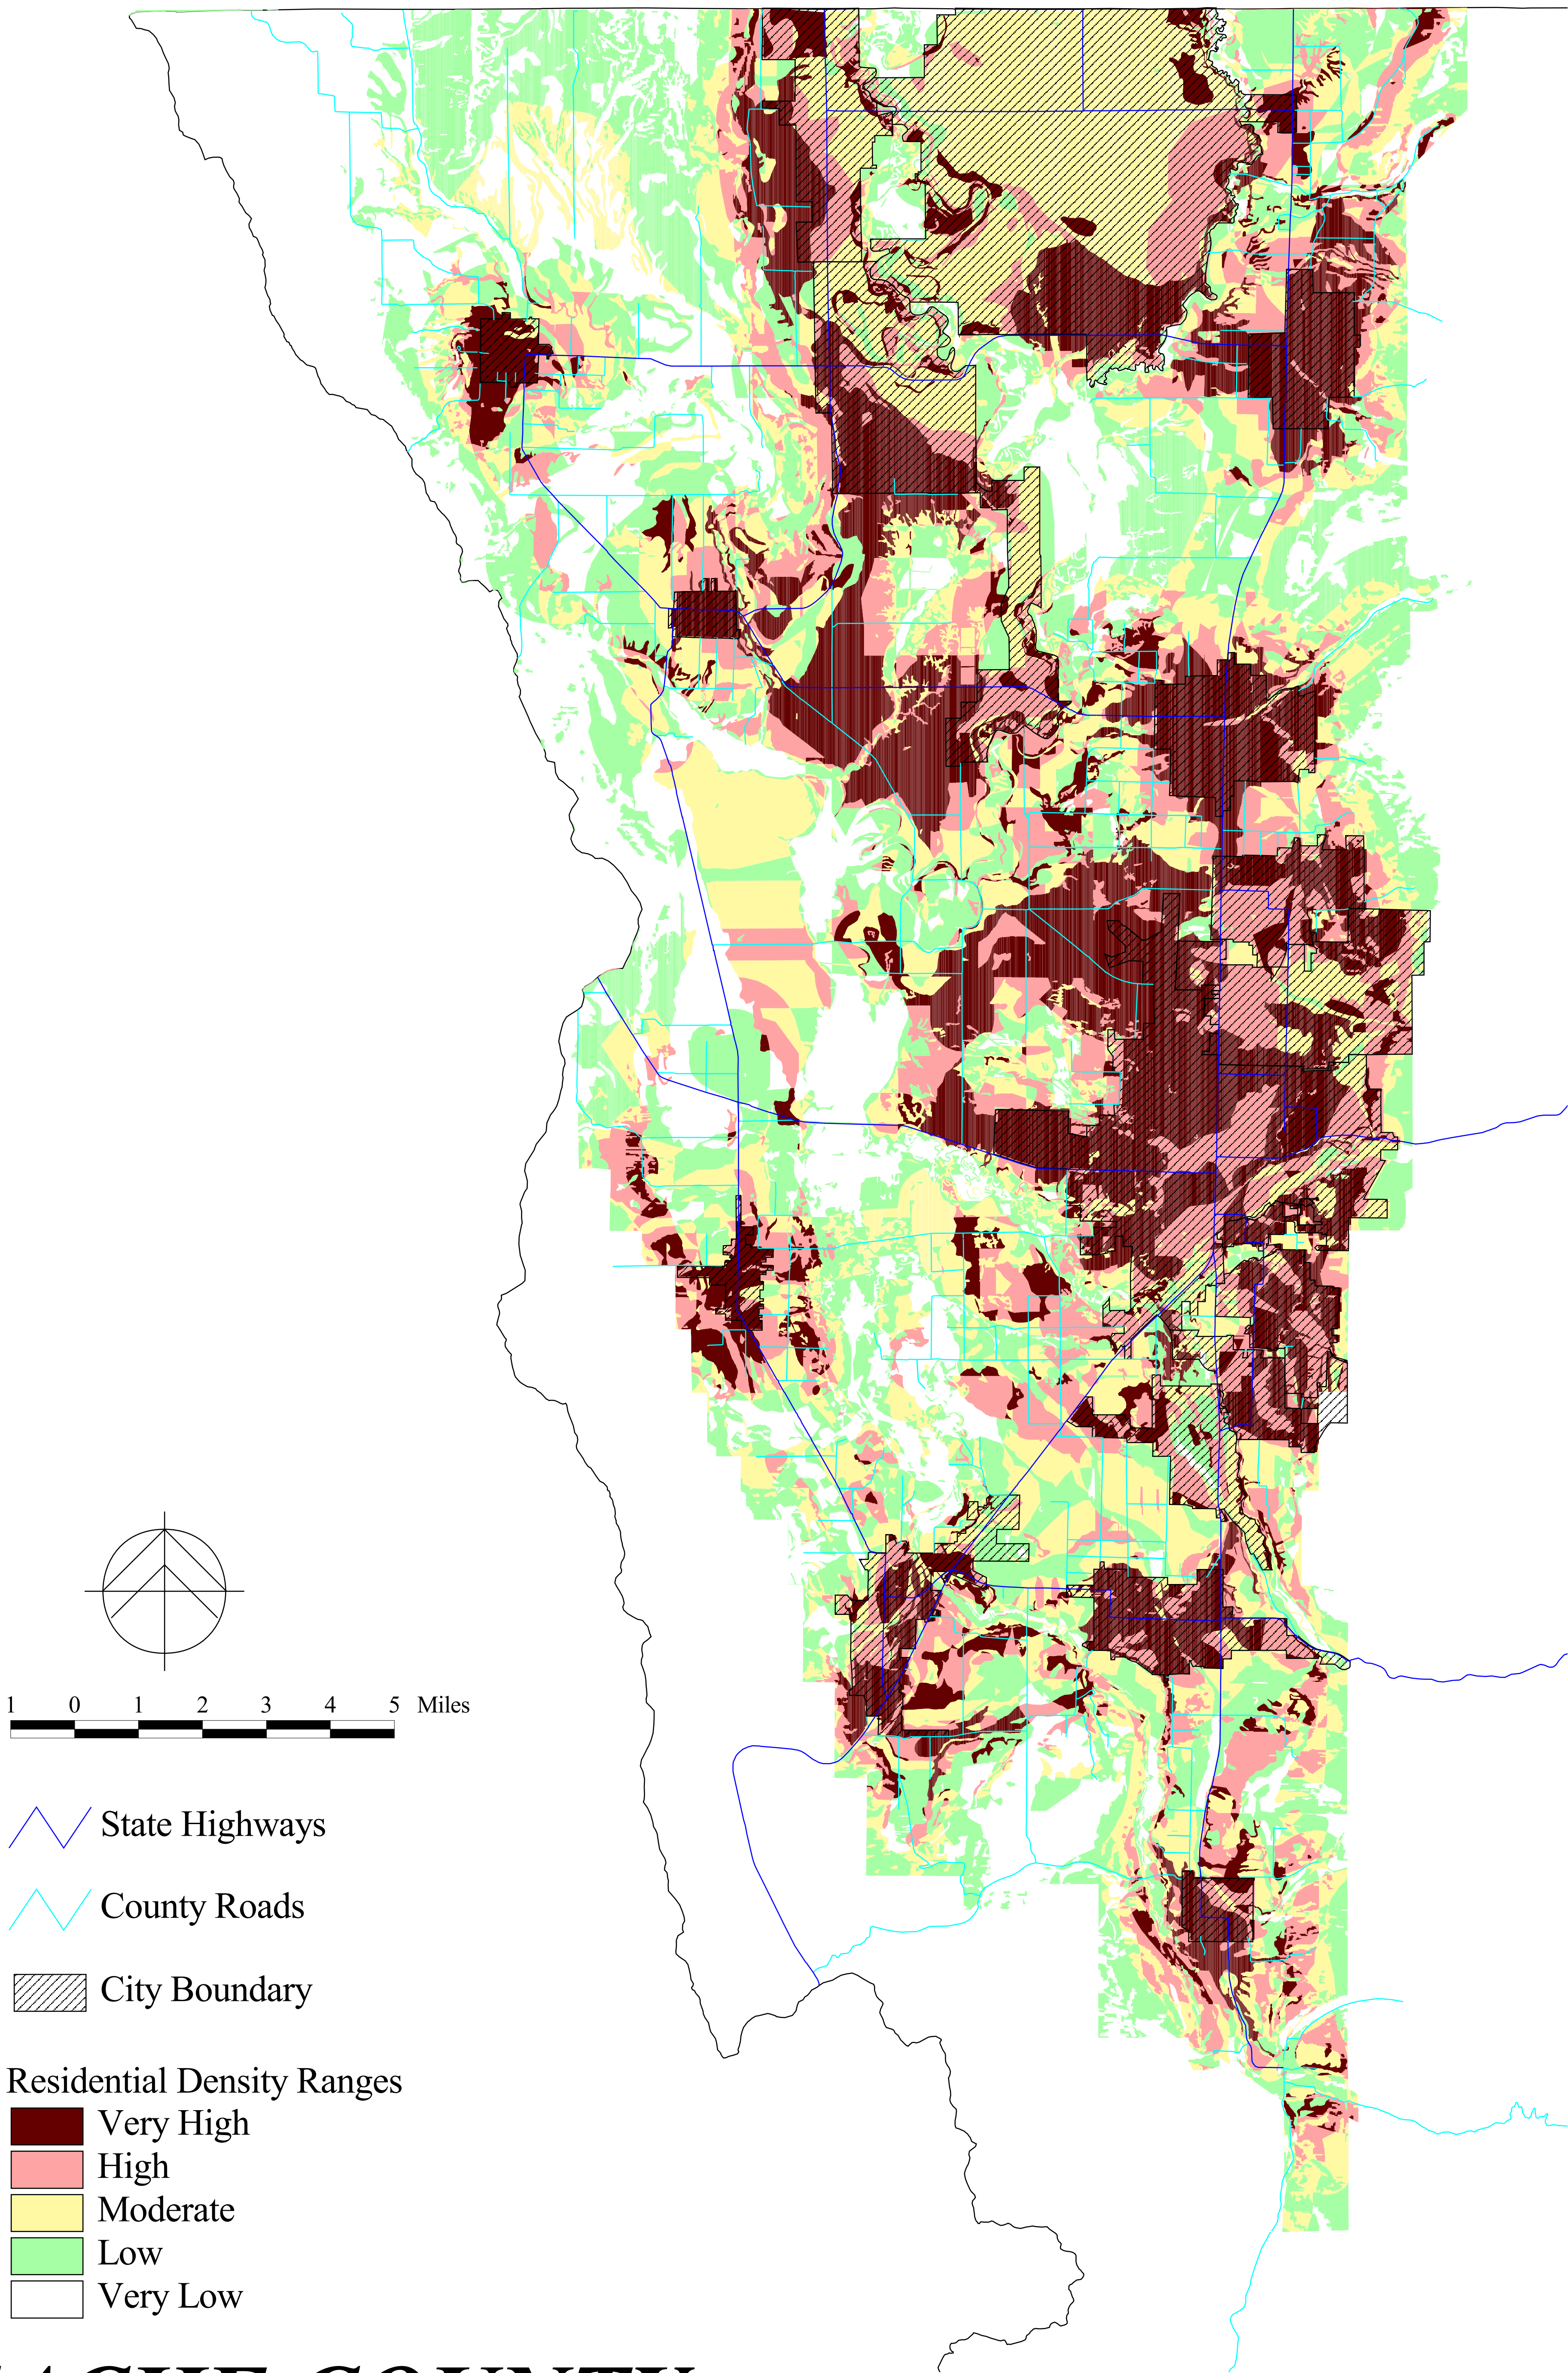 1 0 1 2 3 4 5 Miles
State Highways
County Roads
City Boundary
Residential Density Ranges
Very High
High
Moderate
Low
Very Low
COUNTY